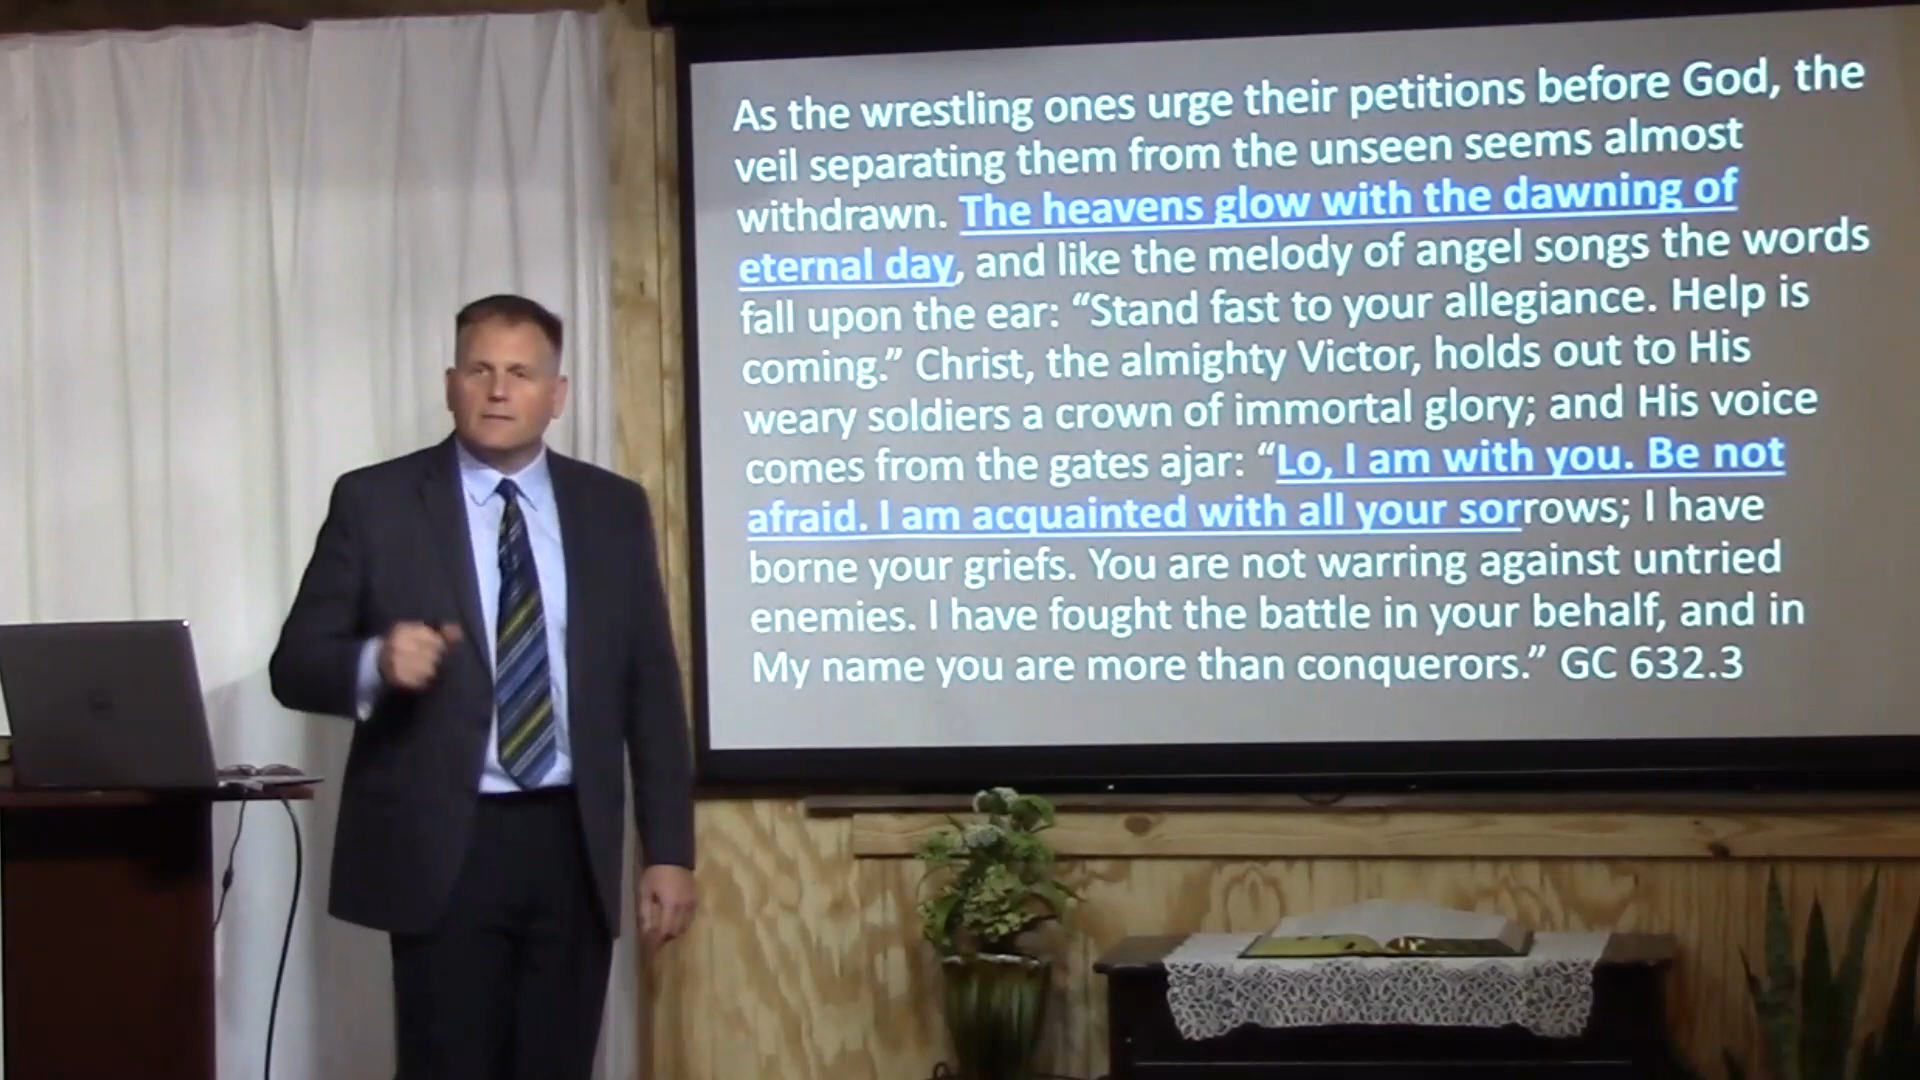 As the wrestling ones urge their petitions before God, the
veil separating them from the unseen seems almost
withdrawn. The heavens glow with the dawning of
eternal day, and like the melody of angel songs the words
fall upon the ear: “Stand fast to your allegiance. Help is
coming.” Christ, the almighty Victor, holds out to His
weary soldiers a crown of immortal glory; and His voice
comes from the gates ajar: “Lo, I am with you. Be not
afraid. I am acquainted with all your sorrows; I have
borne your griefs. You are not warring against untried
enemies. I have fought the battle in your behalf, and in
My name you are more than conquerors.” GC 632.3